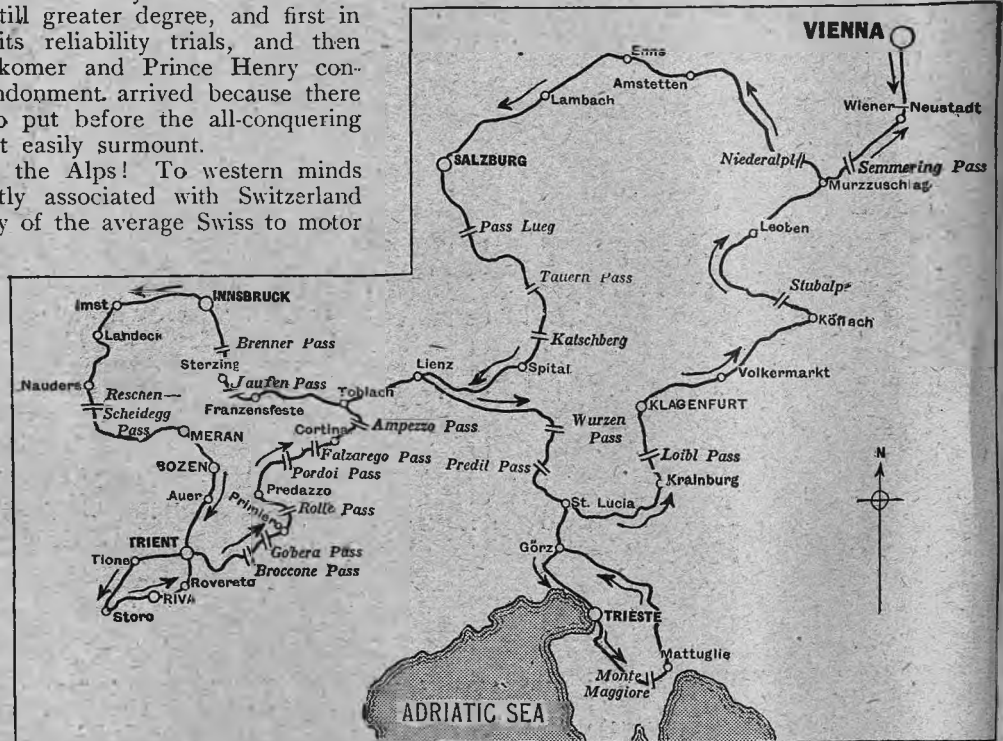 till greater degree, and first in
its reliability trials, and then
komer and Prince Henry con-
ndonment. arrived because there
o put before the all-conquering
t easily surmount.
the Alps! To western minds
tly associated with Switzerland
y of the average Swiss to motor
VIENNA
Enns
Amstetten
Lambach
Wiener—Neustadt
SALZBURG
Niederalpl
Semmering Pass
Murzzuschlag
Pass Lueg
Leoben
Tauern Pass
Stubalpe
Imst
INNSBRUCK
Köflach
Landeck
Brenner Pass
Katschberg
Sterzing
Lienz
Spital
Volkermarkt
Nauders
Jaufen Pass
Toblach
Reschen—
Scheidegg
Pass
Franzensfeste
KLAGENFURT
Ampezzo Pass
Wurzen
Pass
MERAN
Cortina
Falzarego Pass
Loibl Pass
N
BOZEN
Pordoi Pass
Predil Pass
Krainburg
Auer
Predazzo
Primiero
Rolle Pass
St. Lucia
TRIENT
Gobera Pass
Görz
Tione
Broccone Pass
Rovereto
RIVA
Storo
TRIESTE
Mattuglie
Monte
Maggiore
ADRIATIC SEA